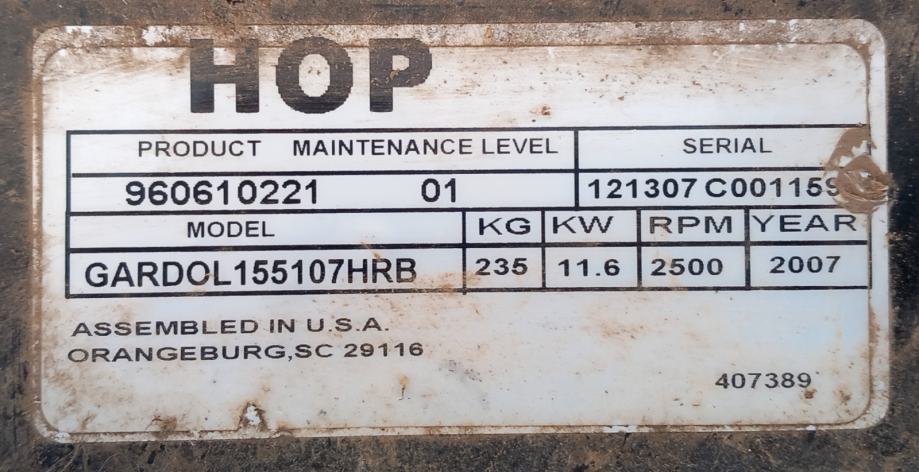 HOP
PRODUCT MAINTENANCE LEVEL SERIAL
960610221 01 121307 C001159
MODEL KG KW RPM YEAR
GARDOL155107HRB 235 11.6 2500 2007
ASSEMBLED IN U.S.A.
ORANGEBURG,SC 29116
407389